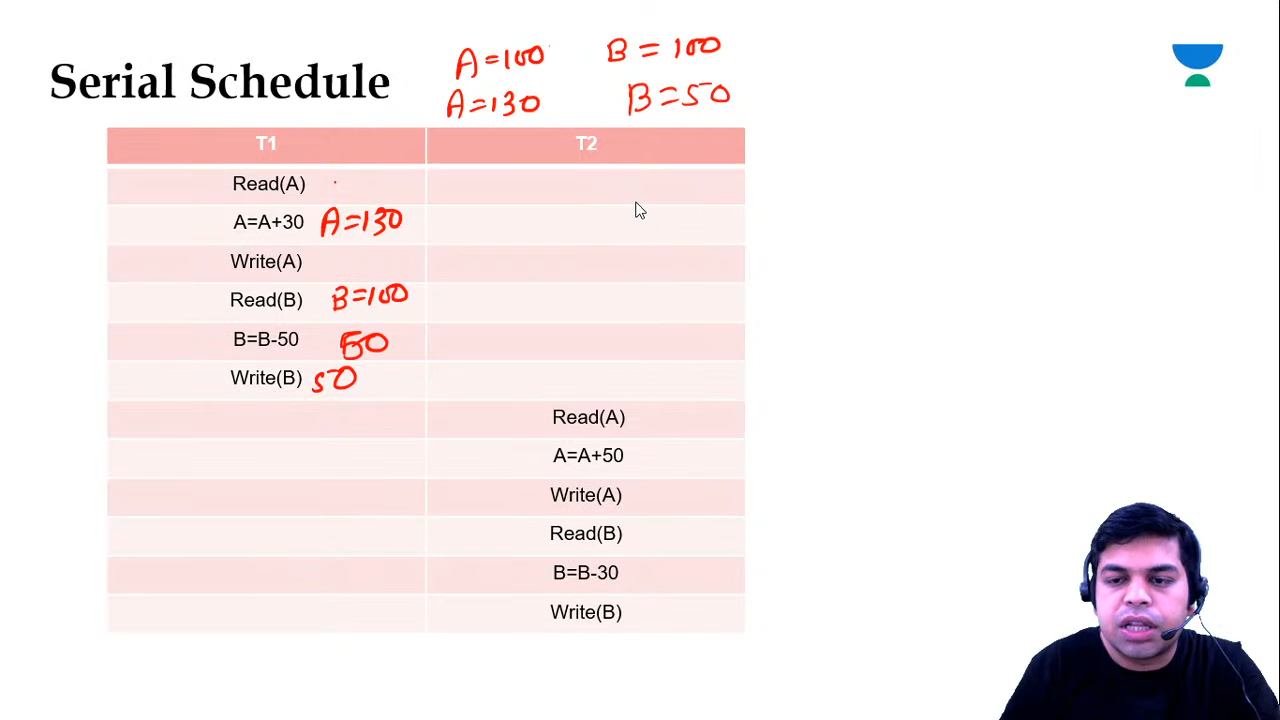 A=100 B=100
Serial Schedule
A=130 B=50
T1 T2
Read(A)
A=A+30 A=130
Write(A)
Read(B) B=100
B=B-50 50
Write(B) 50
Read(A)
A=A+50
Write(A)
Read(B)
B=B-30
Write(B)